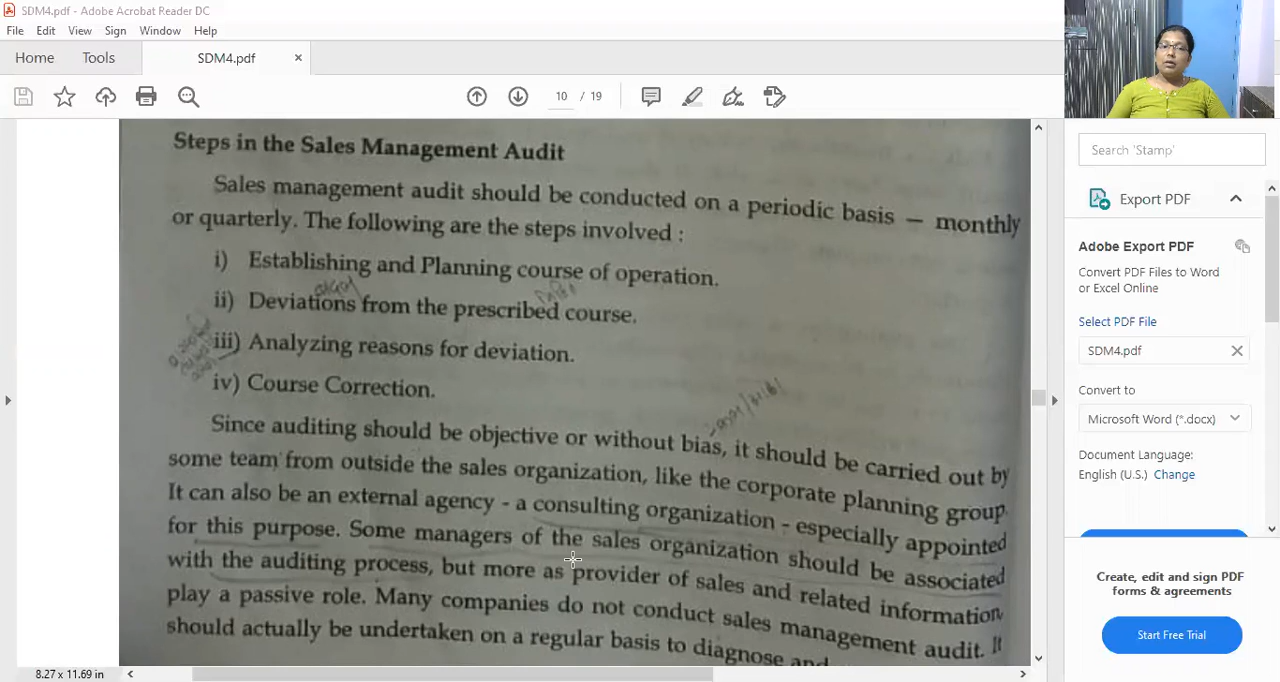 SDM4.pdf - Adobe Acrobat Reader DC
File Edit View Sign Window Help
Home Tools SDM4.pdf ×
10 / 19
Steps in the Sales Management Audit
Sales management audit should be conducted on a periodic basis — monthly
or quarterly. The following are the steps involved :
i) Establishing and Planning course of operation.
ii) Deviations from the prescribed course.
iii) Analyzing reasons for deviation.
iv) Course Correction.
Since auditing should be objective or without bias, it should be carried out by
some team from outside the sales organization, like the corporate planning group.
It can also be an external agency - a consulting organization - especially appointed
for this purpose. Some managers of the sales organization should be associated
with the auditing process, but more as provider of sales and related information
play a passive role. Many companies do not conduct sales management audit. It
should actually be undertaken on a regular basis to diagnose and
8.27 x 11.69 in
Search 'Stamp'
Export PDF
Adobe Export PDF
Convert PDF Files to Word
or Excel Online
Select PDF File
SDM4.pdf
Convert to
Microsoft Word (*.docx)
Document Language:
English (U.S.) Change
Create, edit and sign PDF
forms & agreements
Start Free Trial